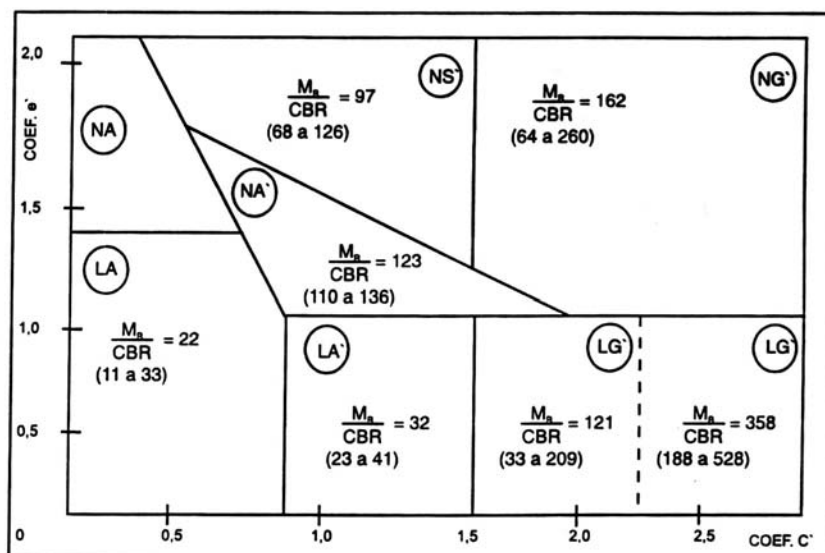 2,0
COEF. e`
1,5
1,0
0,5
0
0,5
1,0
2,0
2,5
COEF. C`
NA
Ma
CBR
= 97
(68 a 126)
NS`
Ma
CBR
= 162
(64 a 260)
NG`
NA`
Ma
CBR
= 123
(110 a 136)
LA
Ma
CBR
= 22
(11 a 33)
LA`
Ma
CBR
= 32
(23 a 41)
LG`
Ma
CBR
= 121
(33 a 209)
LG`
Ma
CBR
= 358
(188 a 528)